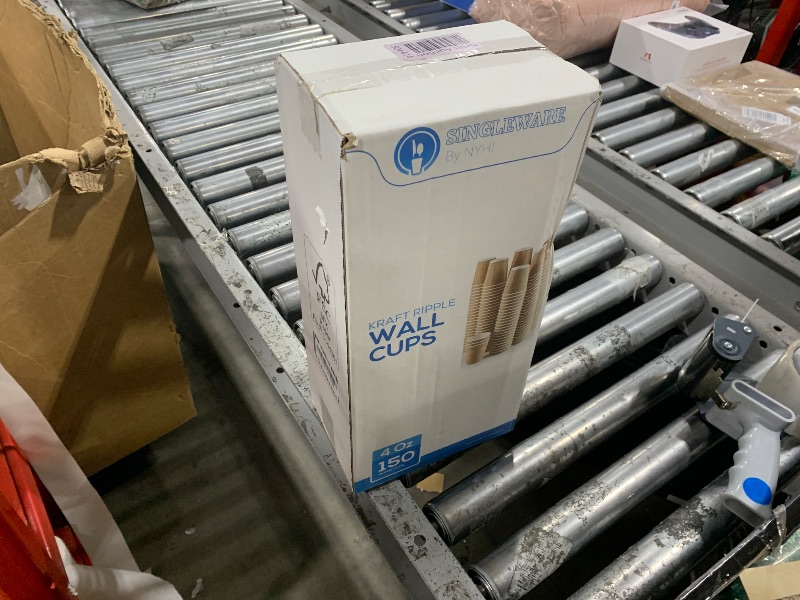 SINGLEWARE
By NYHI
KRAFT RIPPLE
WALL
CUPS
4 Oz
150